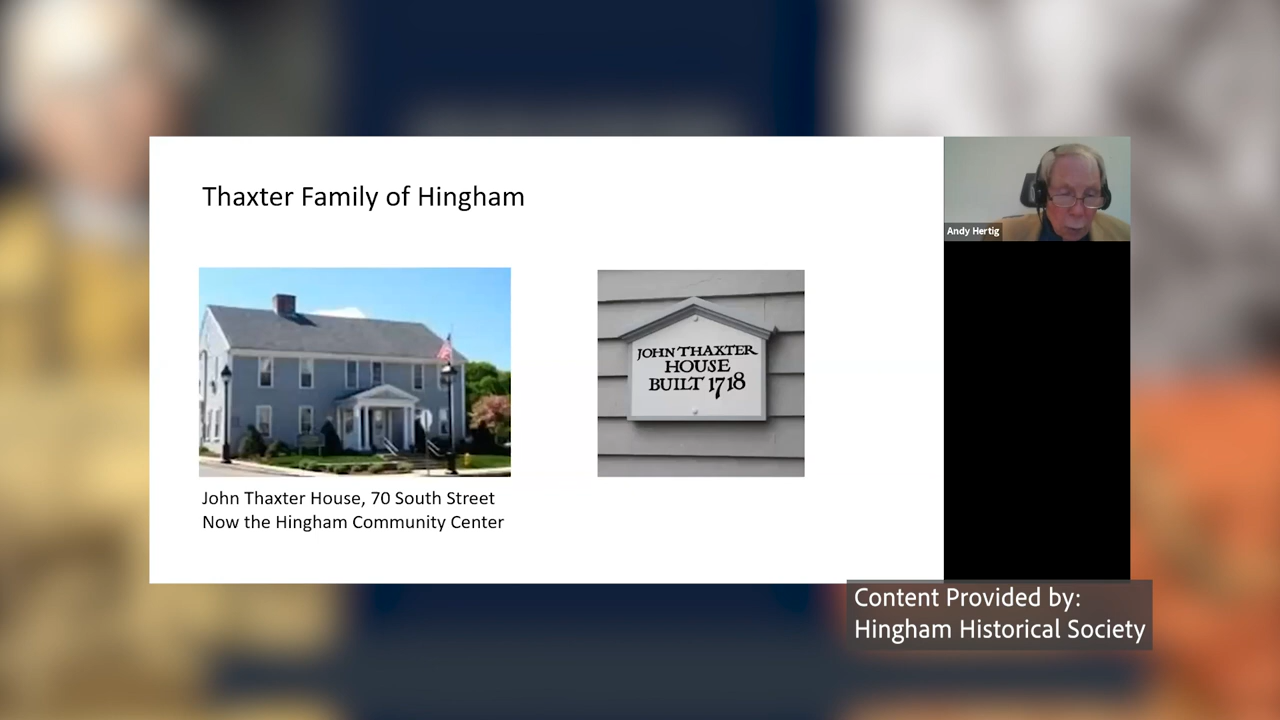 Thaxter Family of Hingham
Andy Hertig
JOHN THAXTER
HOUSE
BUILT 1718
John Thaxter House, 70 South Street
Now the Hingham Community Center
Content Provided by:
Hingham Historical Society